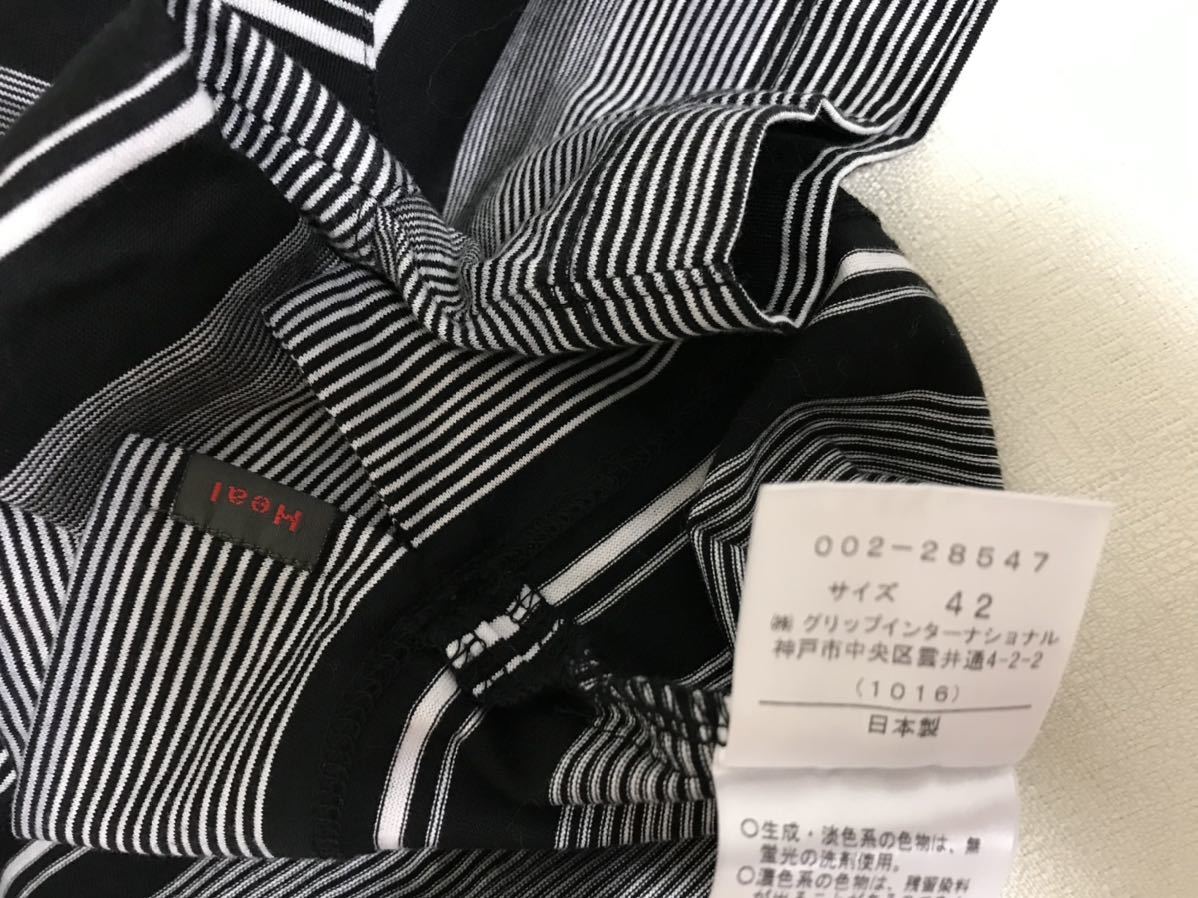 Heal
002-28547
サイズ 42
㈱グリップインターナショナル
神戸市中央区雲井通4-2-2
(1016)
日本製
○生成・淡色系の色物は、無
蛍光の洗剤使用。
○濃色系の色物は、残留染料